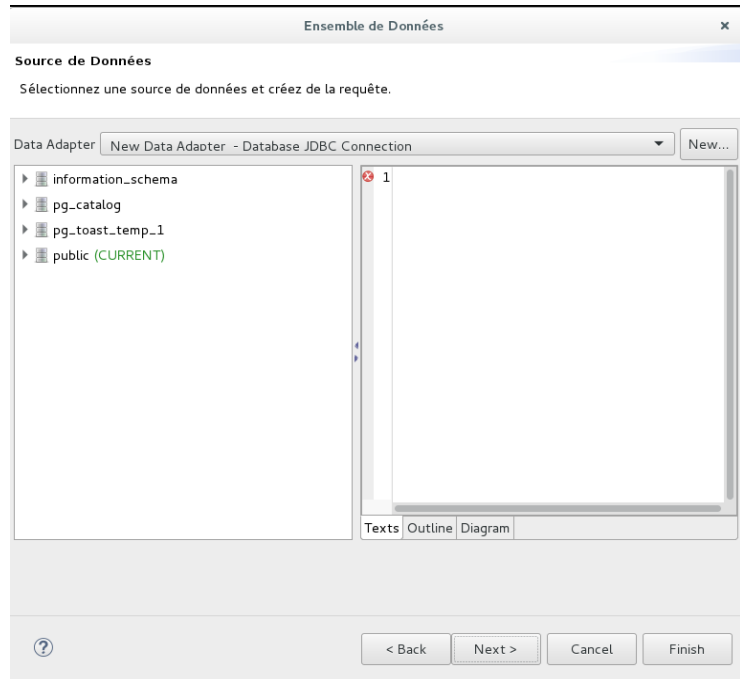 Ensemble de Données
Source de Données
Sélectionnez une source de données et créez de la requête.
Data Adapter New Data Adapter - Database JDBC Connection New...
information_schema
pg_catalog
pg_toast_temp_1
public (CURRENT)
1
Texts Outline Diagram
< Back Next > Cancel Finish